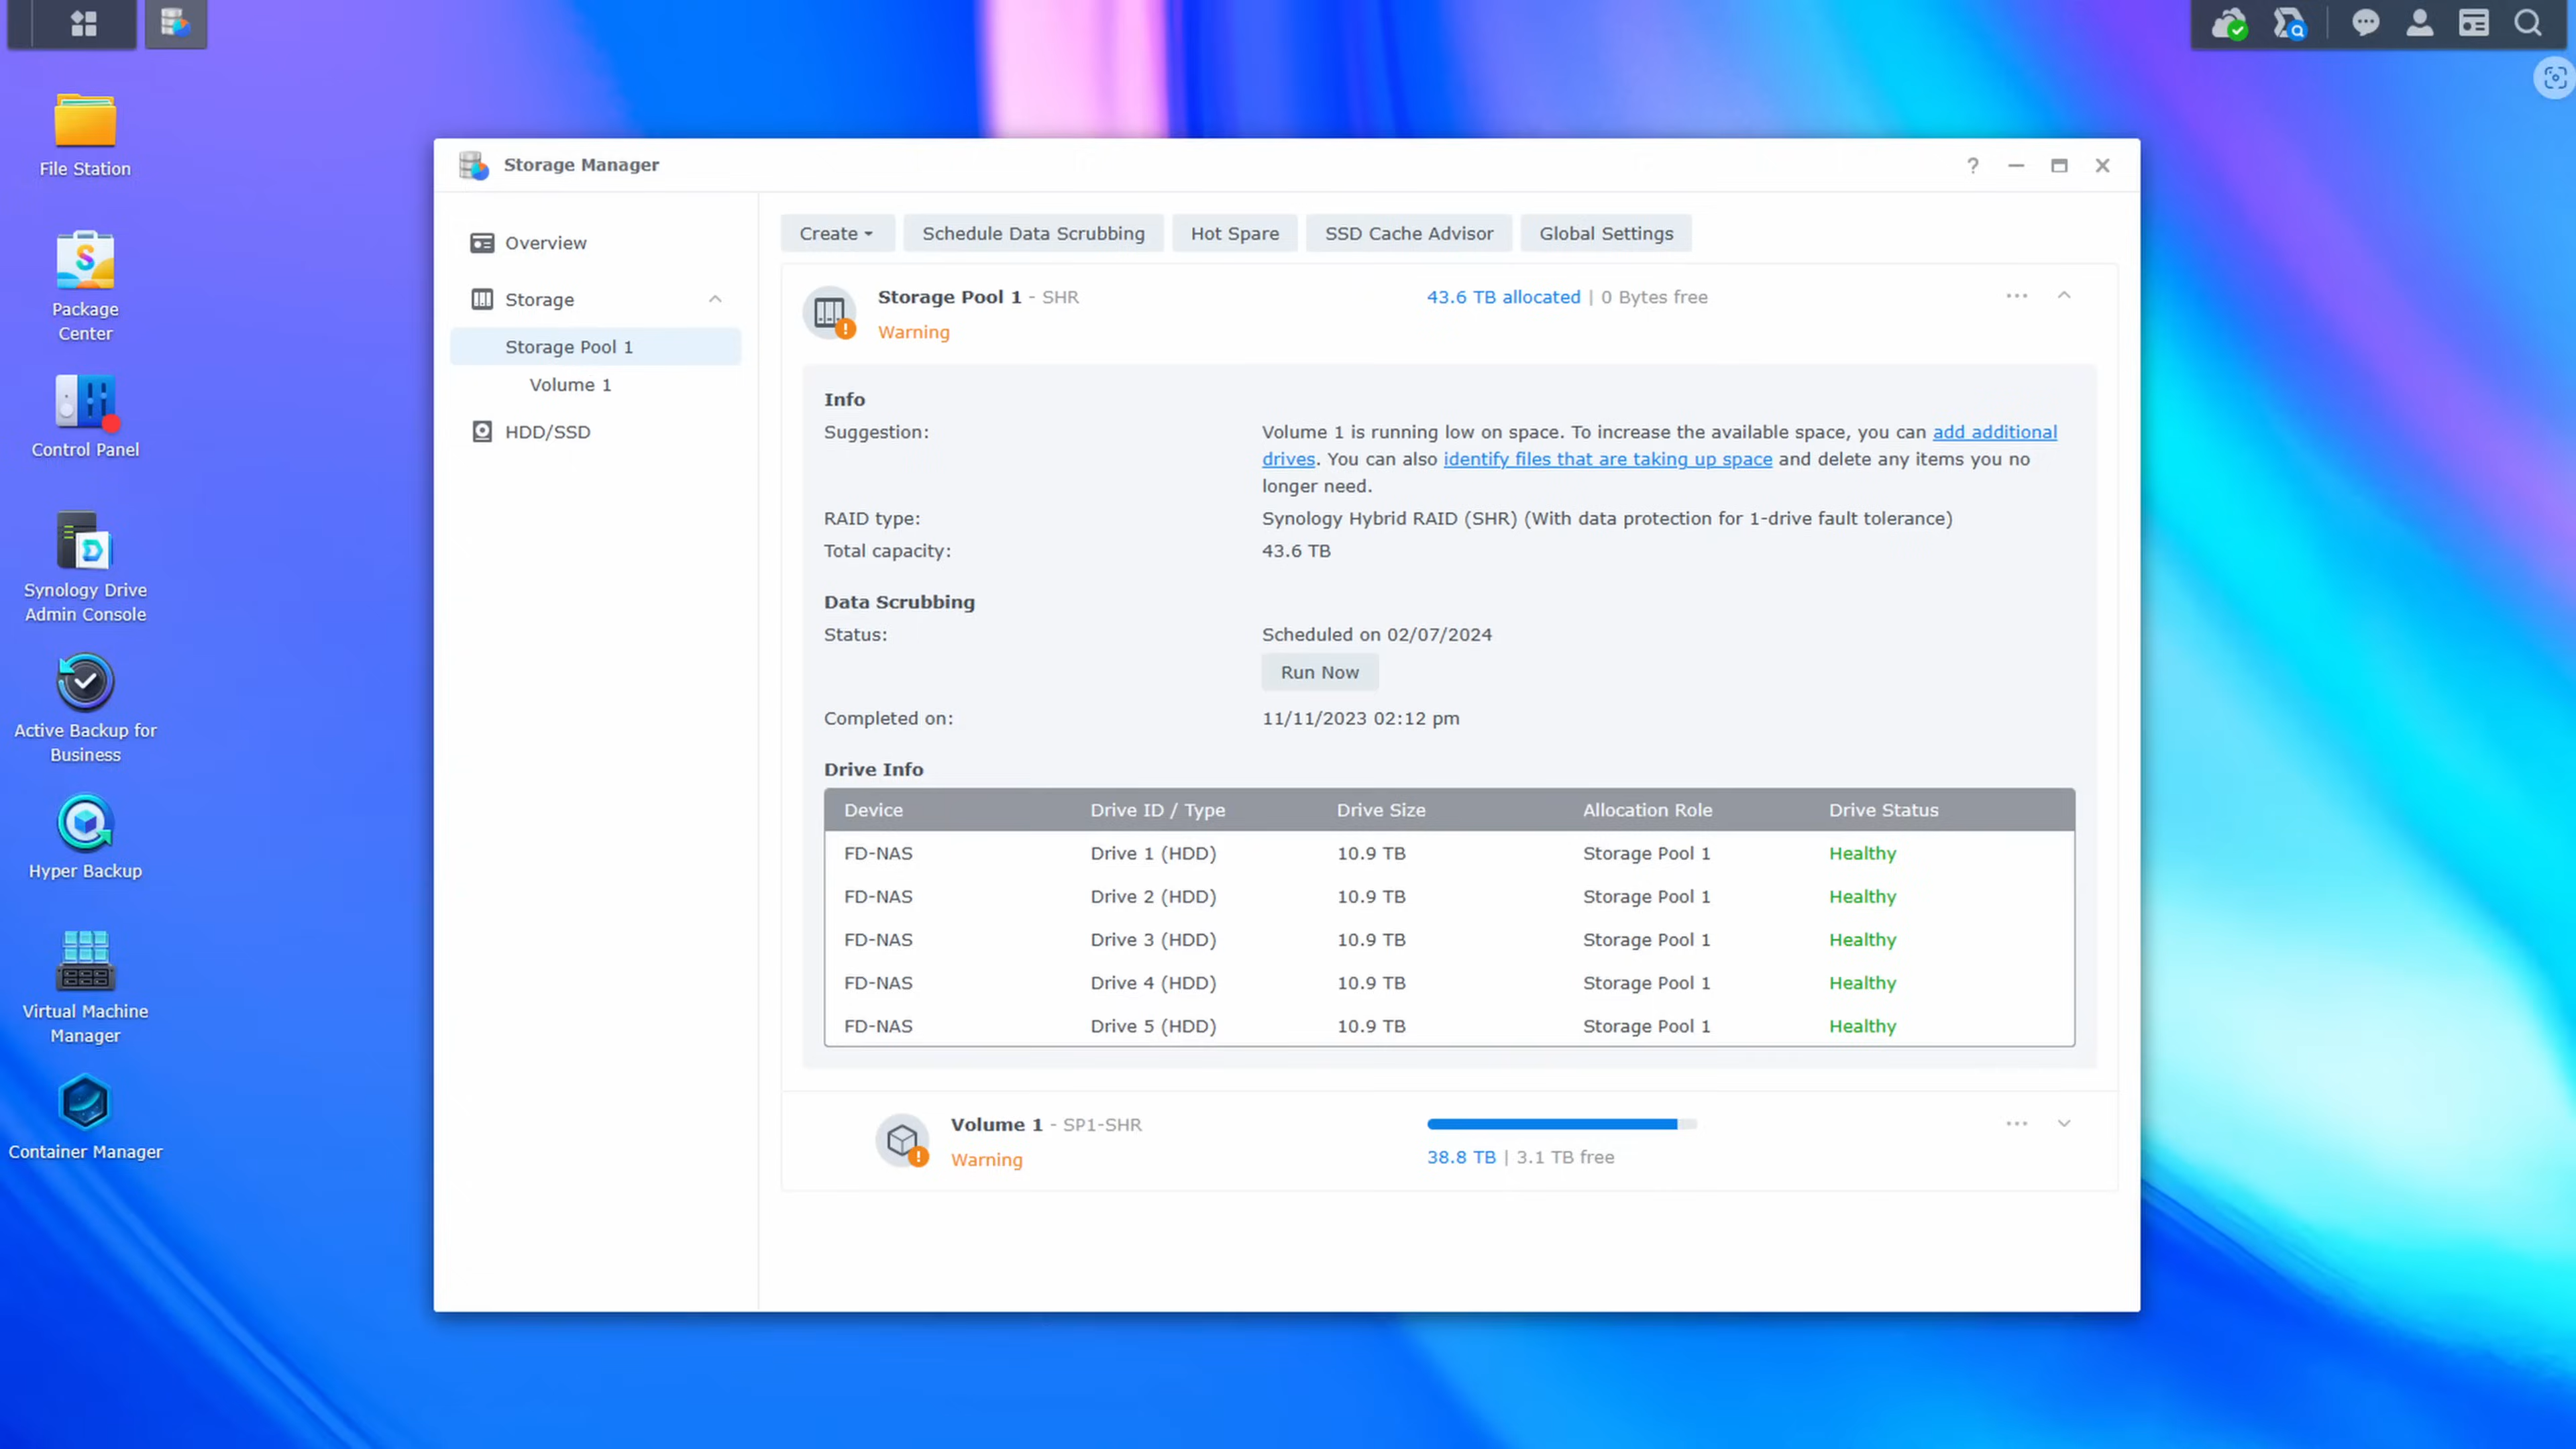 File Station
Package
Center
Control Panel
Synology Drive
Admin Console
Active Backup for
Business
Hyper Backup
Virtual Machine
Manager
Container Manager
Storage Manager
Overview
Storage
Storage Pool 1
Volume 1
HDD/SSD
Create Schedule Data Scrubbing Hot Spare SSD Cache Advisor Global Settings
Storage Pool 1 - SHR 43.6 TB allocated | 0 Bytes free
Warning
Info
Suggestion: Volume 1 is running low on space. To increase the available space, you can add additional
drives. You can also identify files that are taking up space and delete any items you no
longer need.
RAID type: Synology Hybrid RAID (SHR) (With data protection for 1-drive fault tolerance)
Total capacity: 43.6 TB
Data Scrubbing
Status: Scheduled on 02/07/2024
Run Now
Completed on: 11/11/2023 02:12 pm
Drive Info
Device Drive ID / Type Drive Size Allocation Role Drive Status
FD-NAS Drive 1 (HDD) 10.9 TB Storage Pool 1 Healthy
FD-NAS Drive 2 (HDD) 10.9 TB Storage Pool 1 Healthy
FD-NAS Drive 3 (HDD) 10.9 TB Storage Pool 1 Healthy
FD-NAS Drive 4 (HDD) 10.9 TB Storage Pool 1 Healthy
FD-NAS Drive 5 (HDD) 10.9 TB Storage Pool 1 Healthy
Volume 1 - SP1-SHR
Warning
38.8 TB | 3.1 TB free